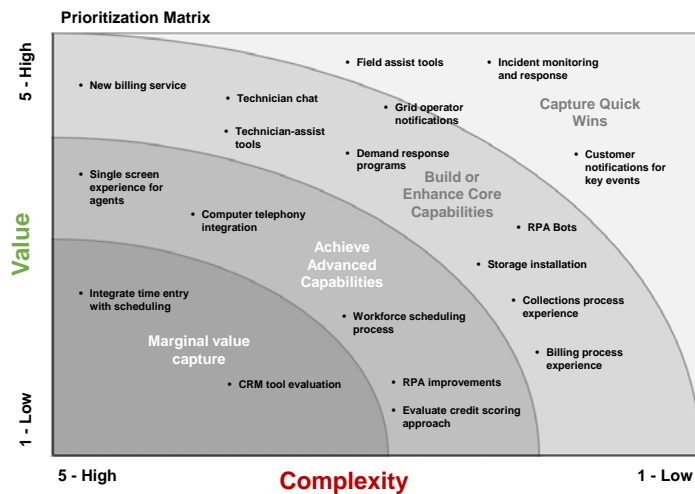 Prioritization Matrix
5 - High
Value
1 - Low
• Field assist tools
• Incident monitoring
and response
• New billing service
• Technician chat
• Grid operator
notifications
Capture Quick
Wins
• Technician-assist
tools
• Demand response
programs
• Customer
notifications for
key events
• Single screen
experience for
agents
Build or
Enhance Core
Capabilities
• Computer telephony
integration
• RPA Bots
Achieve
Advanced
Capabilities
• Storage installation
• Integrate time entry
with scheduling
• Collections process
experience
• Workforce scheduling
process
Marginal value
capture
• Billing process
experience
• CRM tool evaluation
• RPA improvements
• Evaluate credit scoring
approach
5 - High
Complexity
1 - Low